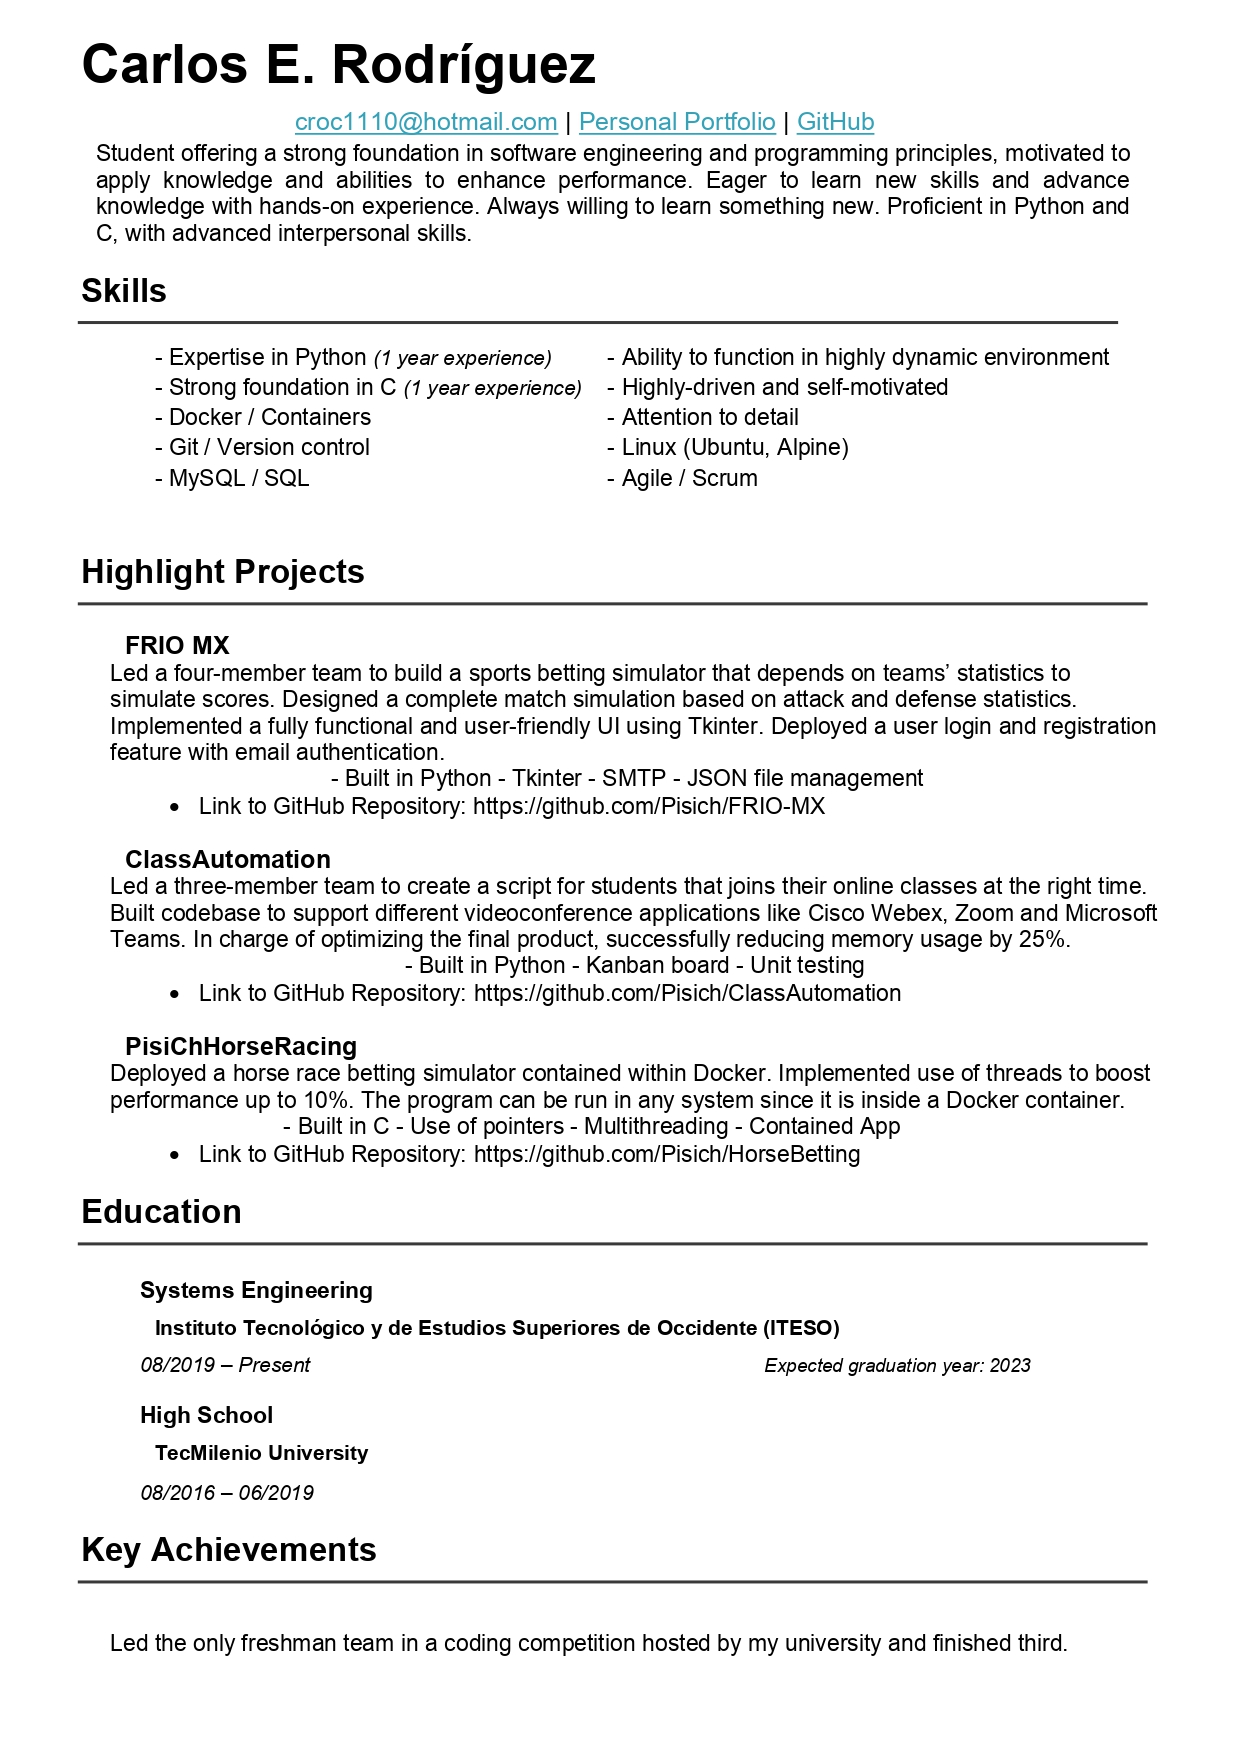 Carlos E. Rodríguez
croc1110@hotmail.com | Personal Portfolio | GitHub
Student offering a strong foundation in software engineering and programming principles, motivated to
apply knowledge and abilities to enhance performance. Eager to learn new skills and advance
knowledge with hands-on experience. Always willing to learn something new. Proficient in Python and
C, with advanced interpersonal skills.
Skills
- Expertise in Python (1 year experience)
- Strong foundation in C (1 year experience)
- Docker / Containers
- Git / Version control
- MySQL / SQL
- Ability to function in highly dynamic environment
- Highly-driven and self-motivated
- Attention to detail
- Linux (Ubuntu, Alpine)
- Agile / Scrum
Highlight Projects
FRIO MX
Led a four-member team to build a sports betting simulator that depends on teams’ statistics to
simulate scores. Designed a complete match simulation based on attack and defense statistics.
Implemented a fully functional and user-friendly UI using Tkinter. Deployed a user login and registration
feature with email authentication.
- Built in Python - Tkinter - SMTP - JSON file management
• Link to GitHub Repository: https://github.com/Pisich/FRIO-MX
ClassAutomation
Led a three-member team to create a script for students that joins their online classes at the right time.
Built codebase to support different videoconference applications like Cisco Webex, Zoom and Microsoft
Teams. In charge of optimizing the final product, successfully reducing memory usage by 25%.
- Built in Python - Kanban board - Unit testing
• Link to GitHub Repository: https://github.com/Pisich/ClassAutomation
PisiChHorseRacing
Deployed a horse race betting simulator contained within Docker. Implemented use of threads to boost
performance up to 10%. The program can be run in any system since it is inside a Docker container.
- Built in C - Use of pointers - Multithreading - Contained App
• Link to GitHub Repository: https://github.com/Pisich/HorseBetting
Education
Systems Engineering
Instituto Tecnológico y de Estudios Superiores de Occidente (ITESO)
08/2019 – Present Expected graduation year: 2023
High School
TecMilenio University
08/2016 – 06/2019
Key Achievements
Led the only freshman team in a coding competition hosted by my university and finished third.